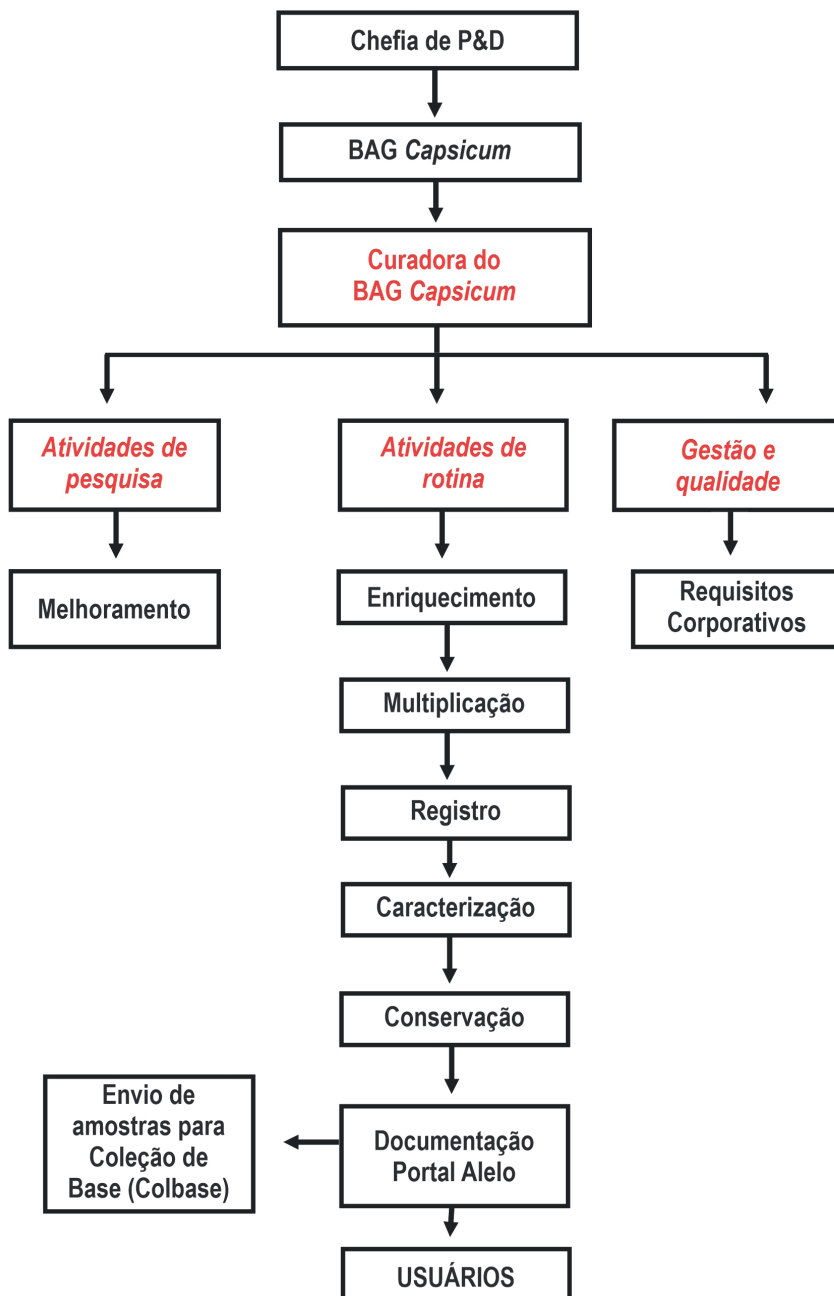 Chefia de P&D
BAG Capsicum
Curadora do
BAG Capsicum
Atividades de
pesquisa
Atividades de
rotina
Gestão e
qualidade
Melhoramento
Enriquecimento
Requisitos
Corporativos
Multiplicação
Registro
Caracterização
Conservação
Envio de
amostras para
Coleção de
Base (Colbase)
Documentação
Portal Alelo
USUÁRIOS